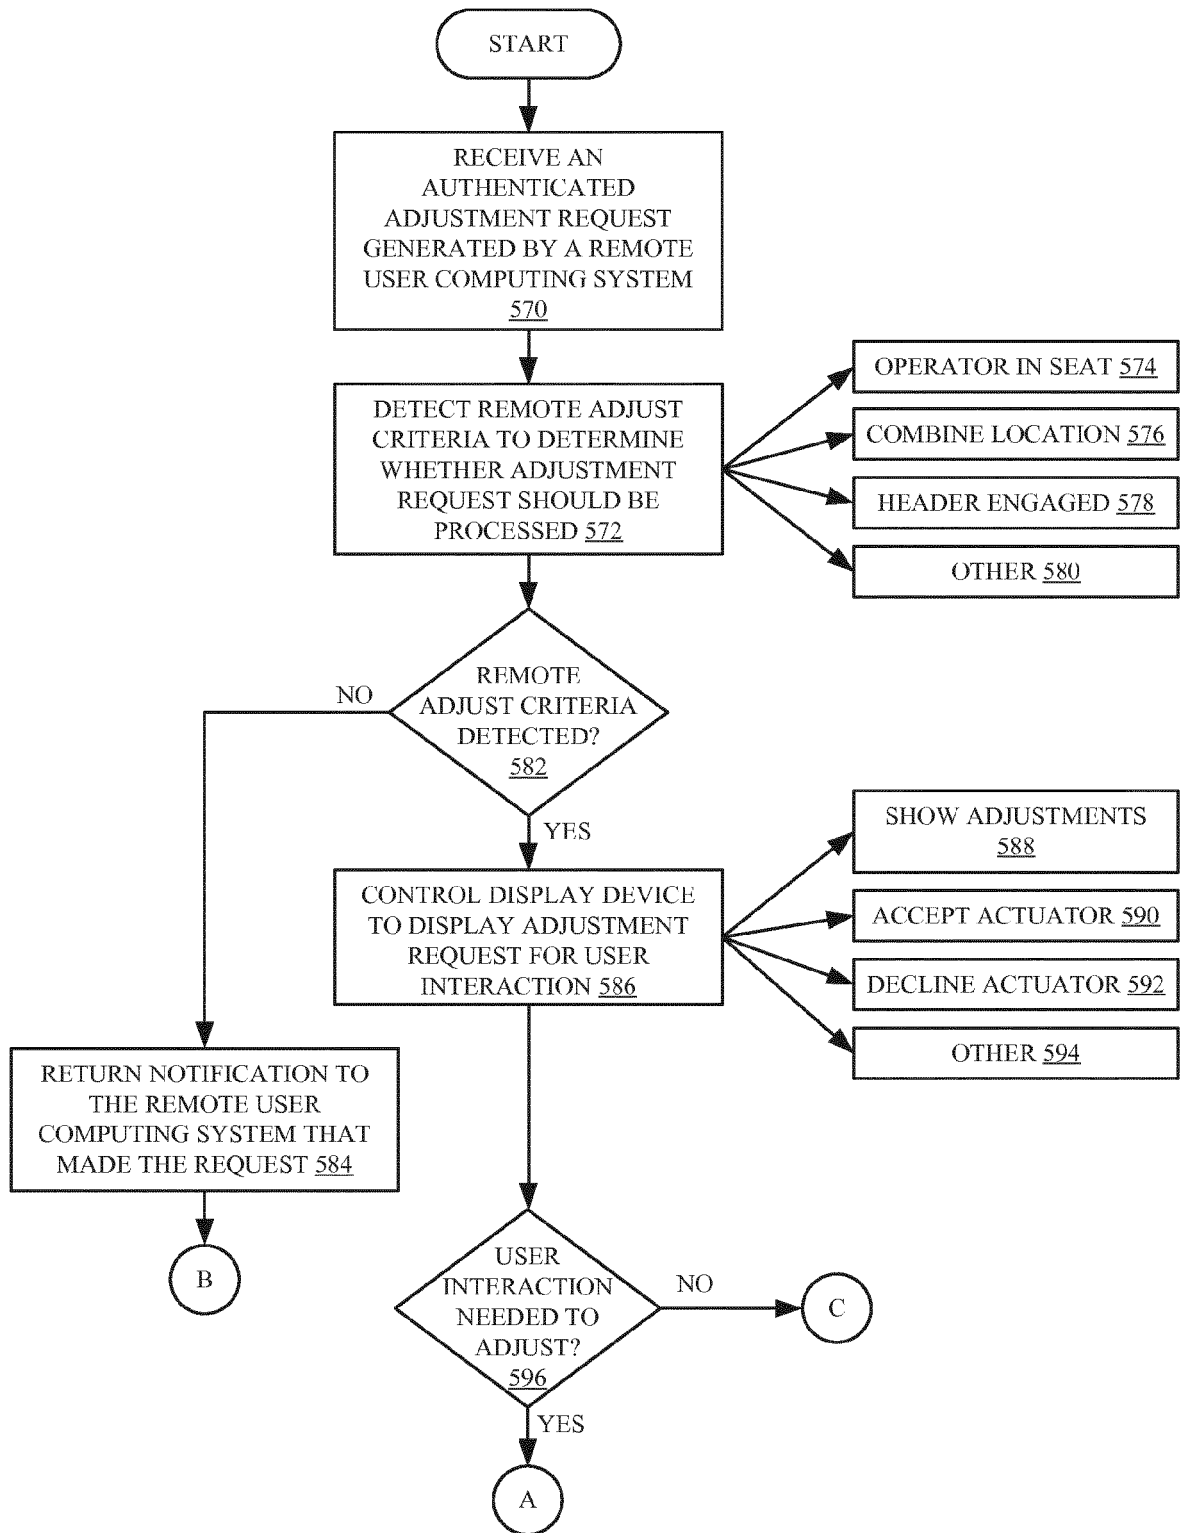 START
RECEIVE AN
AUTHENTICATED
ADJUSTMENT REQUEST
GENERATED BY A REMOTE
USER COMPUTING SYSTEM
570
DETECT REMOTE ADJUST
CRITERIA TO DETERMINE
WHETHER ADJUSTMENT
REQUEST SHOULD BE
PROCESSED 572
OPERATOR IN SEAT 574
COMBINE LOCATION 576
HEADER ENGAGED 578
OTHER 580
REMOTE
ADJUST CRITERIA
DETECTED?
582
NO
YES
CONTROL DISPLAY DEVICE
TO DISPLAY ADJUSTMENT
REQUEST FOR USER
INTERACTION 586
SHOW ADJUSTMENTS
588
ACCEPT ACTUATOR 590
DECLINE ACTUATOR 592
OTHER 594
RETURN NOTIFICATION TO
THE REMOTE USER
COMPUTING SYSTEM THAT
MADE THE REQUEST 584
B
USER
INTERACTION
NEEDED TO
ADJUST?
596
NO
C
YES
A